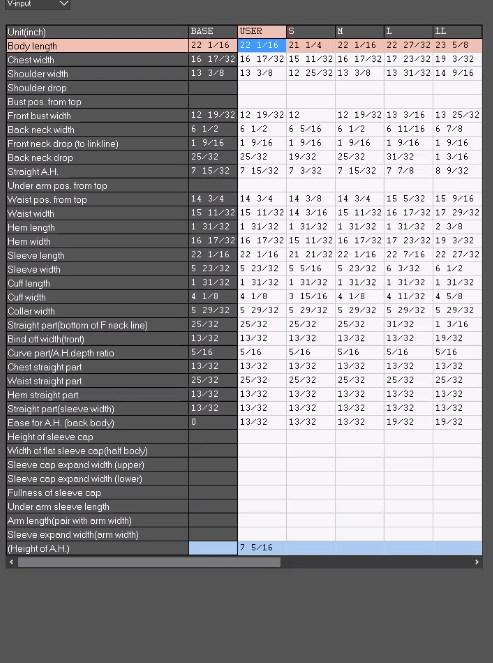 V-input
Unit(inch) BASE USER S M L LL
Body length 22 1/16 22 1/16 21 1/4 22 1/16 22 27/32 23 5/8
Chest width 16 17/32 16 17/32 15 11/32 16 17/32 17 23/32 19 3/32
Shoulder width 13 3/8 13 3/8 12 25/32 13 3/8 13 31/32 14 9/16
Shoulder drop
Bust pos. from top
Front bust width 12 19/32 12 19/32 12 12 19/32 13 3/16 13 25/32
Back neck width 6 1/2 6 1/2 6 5/16 6 1/2 6 11/16 6 7/8
Front neck drop (to linkline) 1 9/16 1 9/16 1 9/16 1 9/16 1 9/16 1 9/16
Back neck drop 25/32 25/32 19/32 25/32 31/32 1 3/16
Straight A.H. 7 15/32 7 15/32 7 3/32 7 15/32 7 7/8 8 9/32
Under arm pos. from top
Waist pos. from top 14 3/4 14 3/4 14 3/8 14 3/4 15 5/32 15 9/16
Waist width 15 11/32 15 11/32 14 3/16 15 11/32 16 17/32 17 29/32
Hem length 1 31/32 1 31/32 1 31/32 1 31/32 1 31/32 2 3/8
Hem width 16 17/32 16 17/32 15 11/32 16 17/32 17 23/32 19 3/32
Sleeve length 22 1/16 22 1/16 21 21/32 22 1/16 22 7/16 22 27/32
Sleeve width 5 23/32 5 23/32 5 5/16 5 23/32 6 3/32 6 1/2
Cuff length 1 31/32 1 31/32 1 31/32 1 31/32 1 31/32 1 31/32
Cuff width 4 1/8 4 1/8 3 15/16 4 1/8 4 11/32 4 5/8
Collar width 5 29/32 5 29/32 5 29/32 5 29/32 5 29/32 5 29/32
Straight part(bottom of F neck line) 25/32 25/32 25/32 25/32 31/32 1 3/16
Bind off width(front) 13/32 13/32 13/32 13/32 13/32 19/32
Curve part/A.H.depth ratio 5/16 5/16 5/16 5/16 5/16 5/16
Chest straight part 13/32 13/32 13/32 13/32 13/32 13/32
Waist straight part 25/32 25/32 25/32 25/32 25/32 25/32
Hem straight part 13/32 13/32 13/32 13/32 13/32 13/32
Straight part(sleeve width) 13/32 13/32 13/32 13/32 13/32 13/32
Ease for A.H. (back body) 0 13/32 13/32 13/32 19/32 19/32
Height of sleeve cap
Width of flat sleeve cap(half body)
Sleeve cap expand width (upper)
Sleeve cap expand width (lower)
Fullness of sleeve cap
Under arm sleeve length
Arm length(pair with arm width)
Sleeve expand width(arm width)
(Height of A.H.) 7 5/16